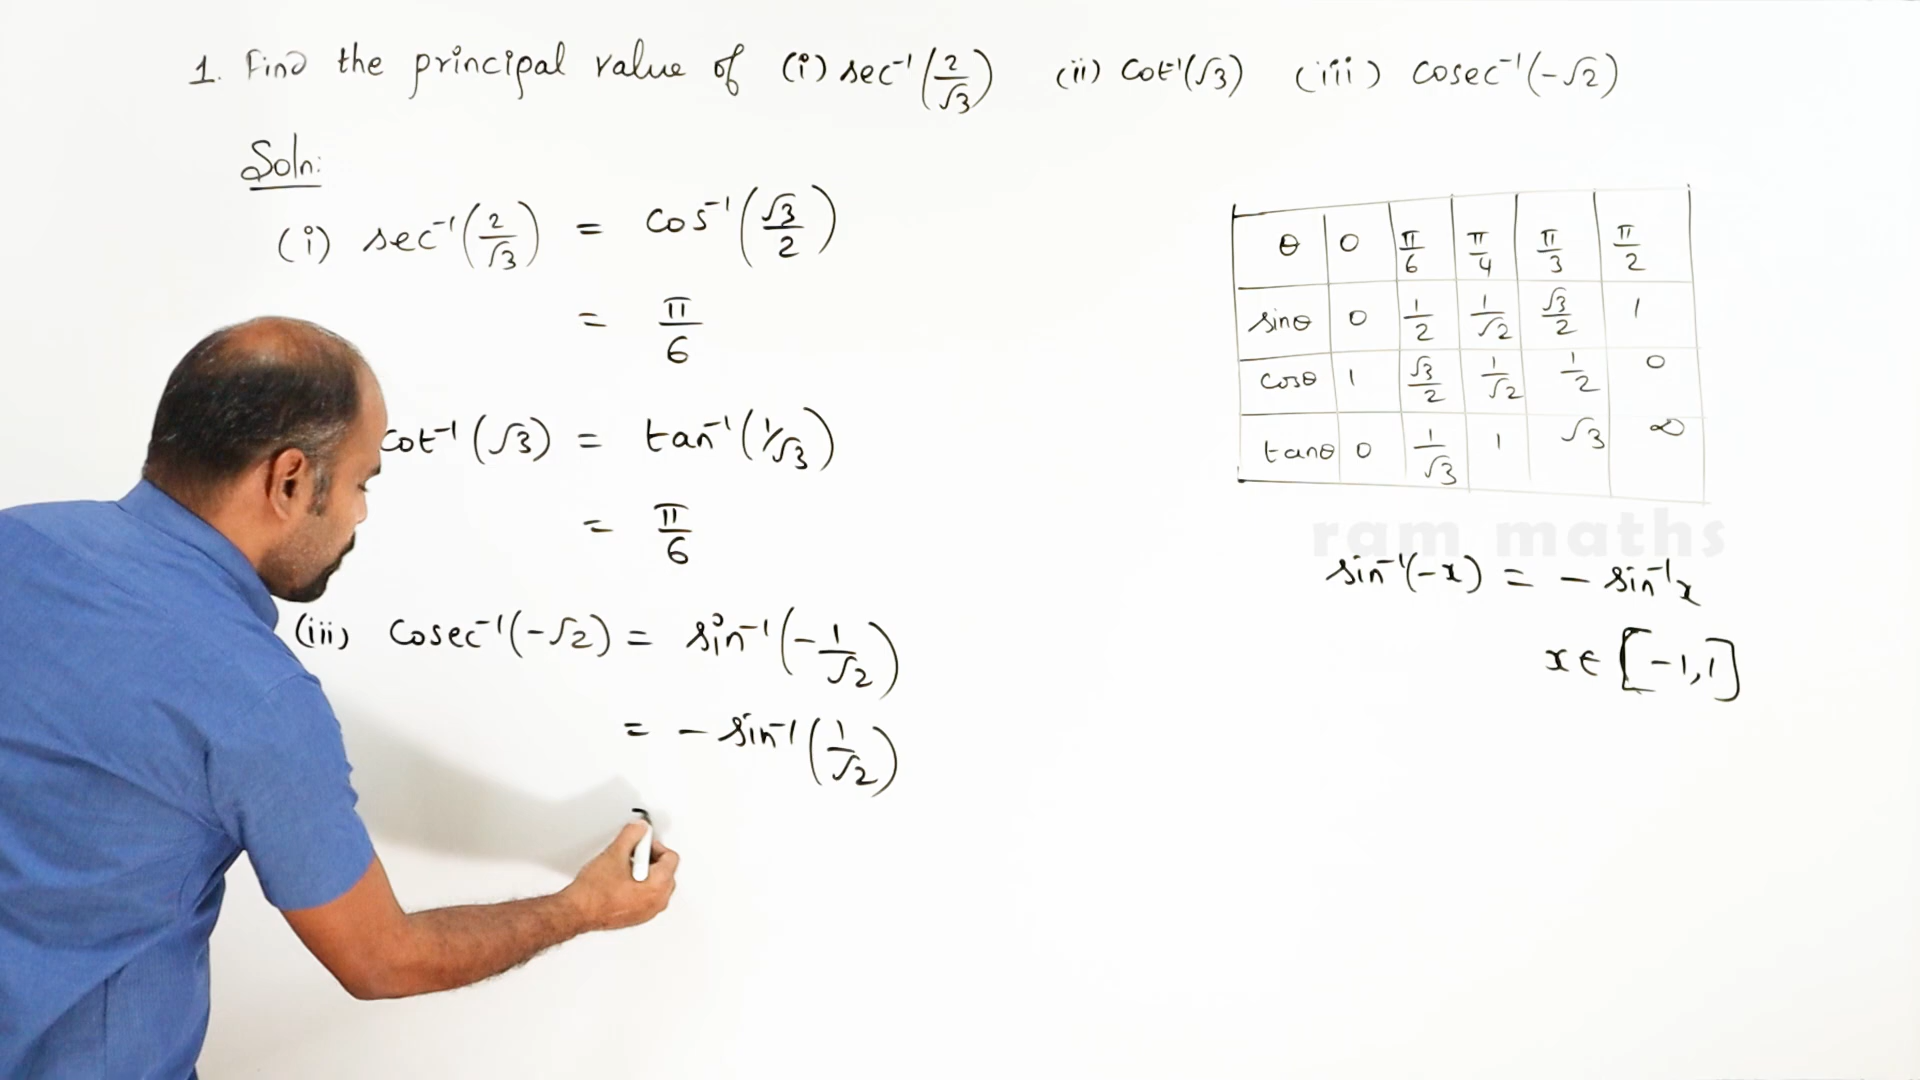 1. Find the principal value of (i) sec⁻¹(2/√3) (ii) cot⁻¹(√3) (iii) cosec⁻¹(-√2)
Soln:
(i) sec⁻¹(2/√3) = cos⁻¹(√3/2)
= π/6
cot⁻¹(√3) = tan⁻¹(1/√3)
= π/6
(iii) cosec⁻¹(-√2) = sin⁻¹(-1/√2)
= - sin⁻¹(1/√2)
θ 0 π/6 π/4 π/3 π/2
sinθ 0 1/2 1/√2 √3/2 1
cosθ 1 √3/2 1/√2 1/2 0
tanθ 0 1/√3 1 √3 ∞
ram maths
sin⁻¹(-x) = - sin⁻¹x
x ∈ [-1,1]